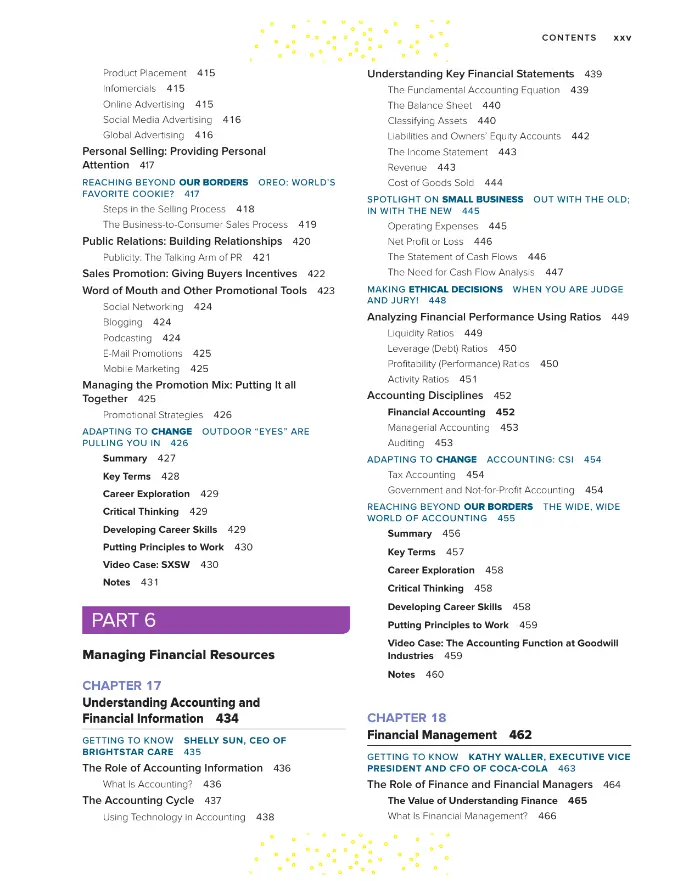 CONTENTS xxv
Product Placement 415
Infomercials 415
Online Advertising 415
Social Media Advertising 416
Global Advertising 416
Personal Selling: Providing Personal
Attention 417
REACHING BEYOND OUR BORDERS OREO: WORLD'S
FAVORITE COOKIE? 417
Steps in the Selling Process 418
The Business-to-Consumer Sales Process 419
Public Relations: Building Relationships 420
Publicity: The Talking Arm of PR 421
Sales Promotion: Giving Buyers Incentives 422
Word of Mouth and Other Promotional Tools 423
Social Networking 424
Blogging 424
Podcasting 424
E-Mail Promotions 425
Mobile Marketing 425
Managing the Promotion Mix: Putting It all
Together 425
Promotional Strategies 426
ADAPTING TO CHANGE OUTDOOR "EYES" ARE
PULLING YOU IN 426
Summary 427
Key Terms 428
Career Exploration 429
Critical Thinking 429
Developing Career Skills 429
Putting Principles to Work 430
Video Case: SXSW 430
Notes 431
PART 6
Managing Financial Resources
CHAPTER 17
Understanding Accounting and
Financial Information 434
GETTING TO KNOW SHELLY SUN, CEO OF
BRIGHTSTAR CARE 435
The Role of Accounting Information 436
What Is Accounting? 436
The Accounting Cycle 437
Using Technology in Accounting 438
Understanding Key Financial Statements 439
The Fundamental Accounting Equation 439
The Balance Sheet 440
Classifying Assets 440
Liabilities and Owners' Equity Accounts 442
The Income Statement 443
Revenue 443
Cost of Goods Sold 444
SPOTLIGHT ON SMALL BUSINESS OUT WITH THE OLD;
IN WITH THE NEW 445
Operating Expenses 445
Net Profit or Loss 446
The Statement of Cash Flows 446
The Need for Cash Flow Analysis 447
MAKING ETHICAL DECISIONS WHEN YOU ARE JUDGE
AND JURY! 448
Analyzing Financial Performance Using Ratios 449
Liquidity Ratios 449
Leverage (Debt) Ratios 450
Profitability (Performance) Ratios 450
Activity Ratios 451
Accounting Disciplines 452
Financial Accounting 452
Managerial Accounting 453
Auditing 453
ADAPTING TO CHANGE ACCOUNTING: CSI 454
Tax Accounting 454
Government and Not-for-Profit Accounting 454
REACHING BEYOND OUR BORDERS THE WIDE, WIDE
WORLD OF ACCOUNTING 455
Summary 456
Key Terms 457
Career Exploration 458
Critical Thinking 458
Developing Career Skills 458
Putting Principles to Work 459
Video Case: The Accounting Function at Goodwill
Industries 459
Notes 460
CHAPTER 18
Financial Management 462
GETTING TO KNOW KATHY WALLER, EXECUTIVE VICE
PRESIDENT AND CFO OF COCA-COLA 463
The Role of Finance and Financial Managers 464
The Value of Understanding Finance 465
What Is Financial Management? 466